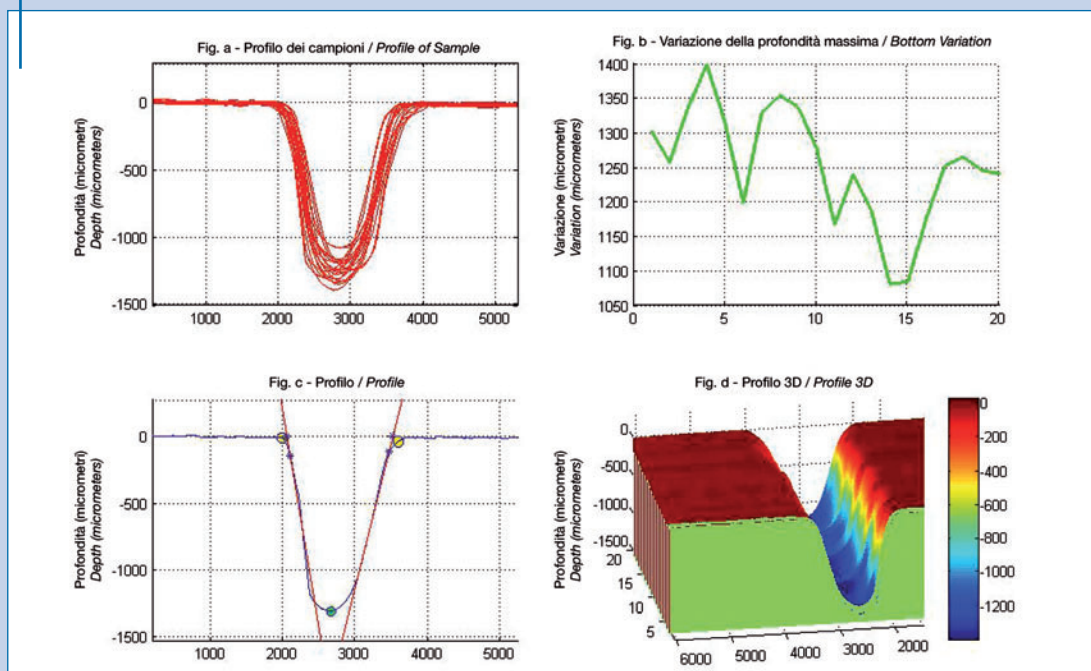 Fig. a - Profilo dei campioni / Profile of Sample
Profondità (micrometri)
Depth (micrometers)
0
-500
-1000
-1500
1000 2000 3000 4000 5000
Fig. b - Variazione della profondità massima / Bottom Variation
Variazione (micrometri)
Variation (micrometers)
1400
1350
1300
1250
1200
1150
1100
1050
0 5 10 15 20
Fig. c - Profilo / Profile
Profondità (micrometri)
Depth (micrometers)
0
-500
-1000
-1500
1000 2000 3000 4000 5000
Fig. d - Profilo 3D / Profile 3D
Profondità (micrometri)
Depth (micrometers)
0
-500
-1000
-1500
20
15
10
5
6000 5000 4000 3000 2000
0
-200
-400
-600
-800
-1000
-1200